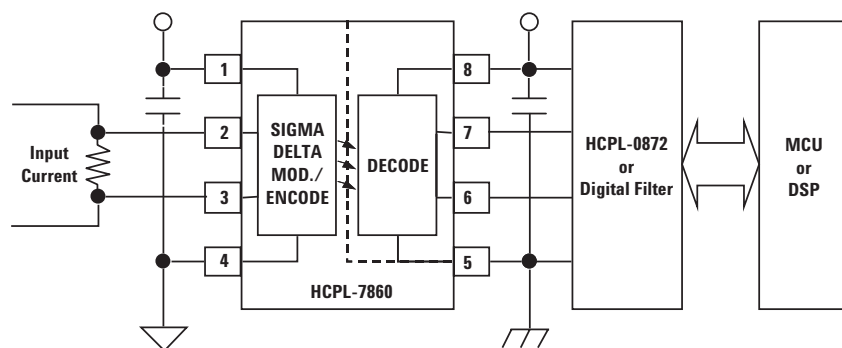 Input
Current
1
2
3
4
SIGMA
DELTA
MOD./
ENCODE
DECODE
8
7
6
5
HCPL-7860
HCPL-0872
or
Digital Filter
MCU
or
DSP